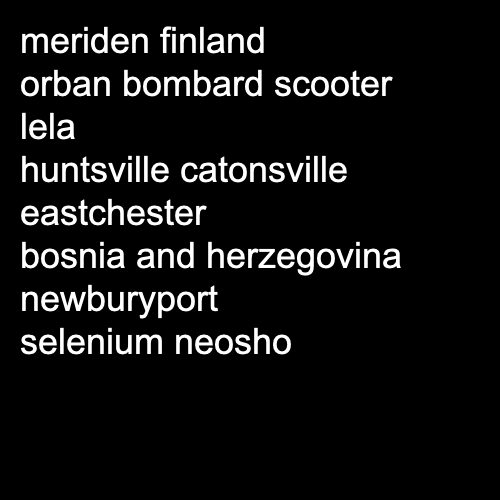 meriden finland
orban bombard scooter
lela
huntsville catonsville
eastchester
bosnia and herzegovina
newburyport
selenium neosho